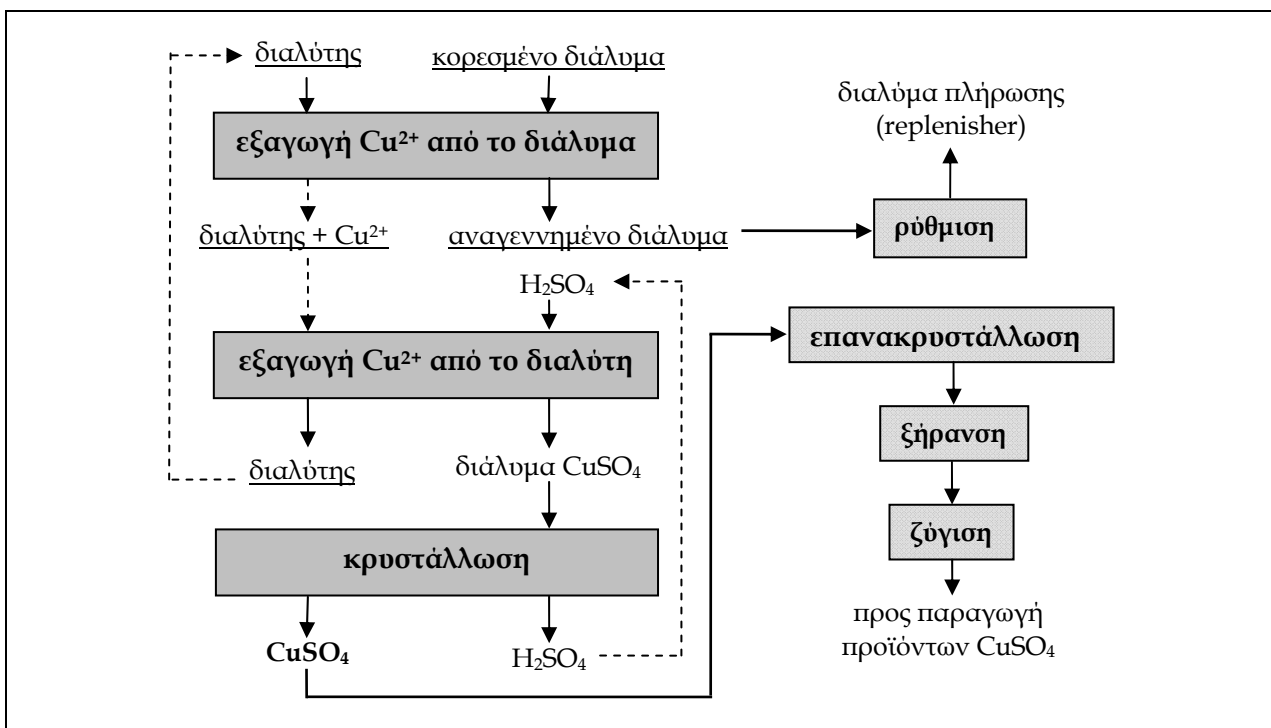 διαλύτης
κορεσμένο διάλυμα
εξαγωγή Cu²⁺ από το διάλυμα
διαλύτης + Cu²⁺
αναγεννημένο διάλυμα
ρύθμιση
διαλύμα πλήρωσης
(replenisher)
H₂SO₄
εξαγωγή Cu²⁺ από το διαλύτη
διαλύτης
διάλυμα CuSO₄
κρυστάλλωση
CuSO₄
H₂SO₄
επανακρυστάλλωση
ξήρανση
ζύγιση
προς παραγωγή
προϊόντων CuSO₄